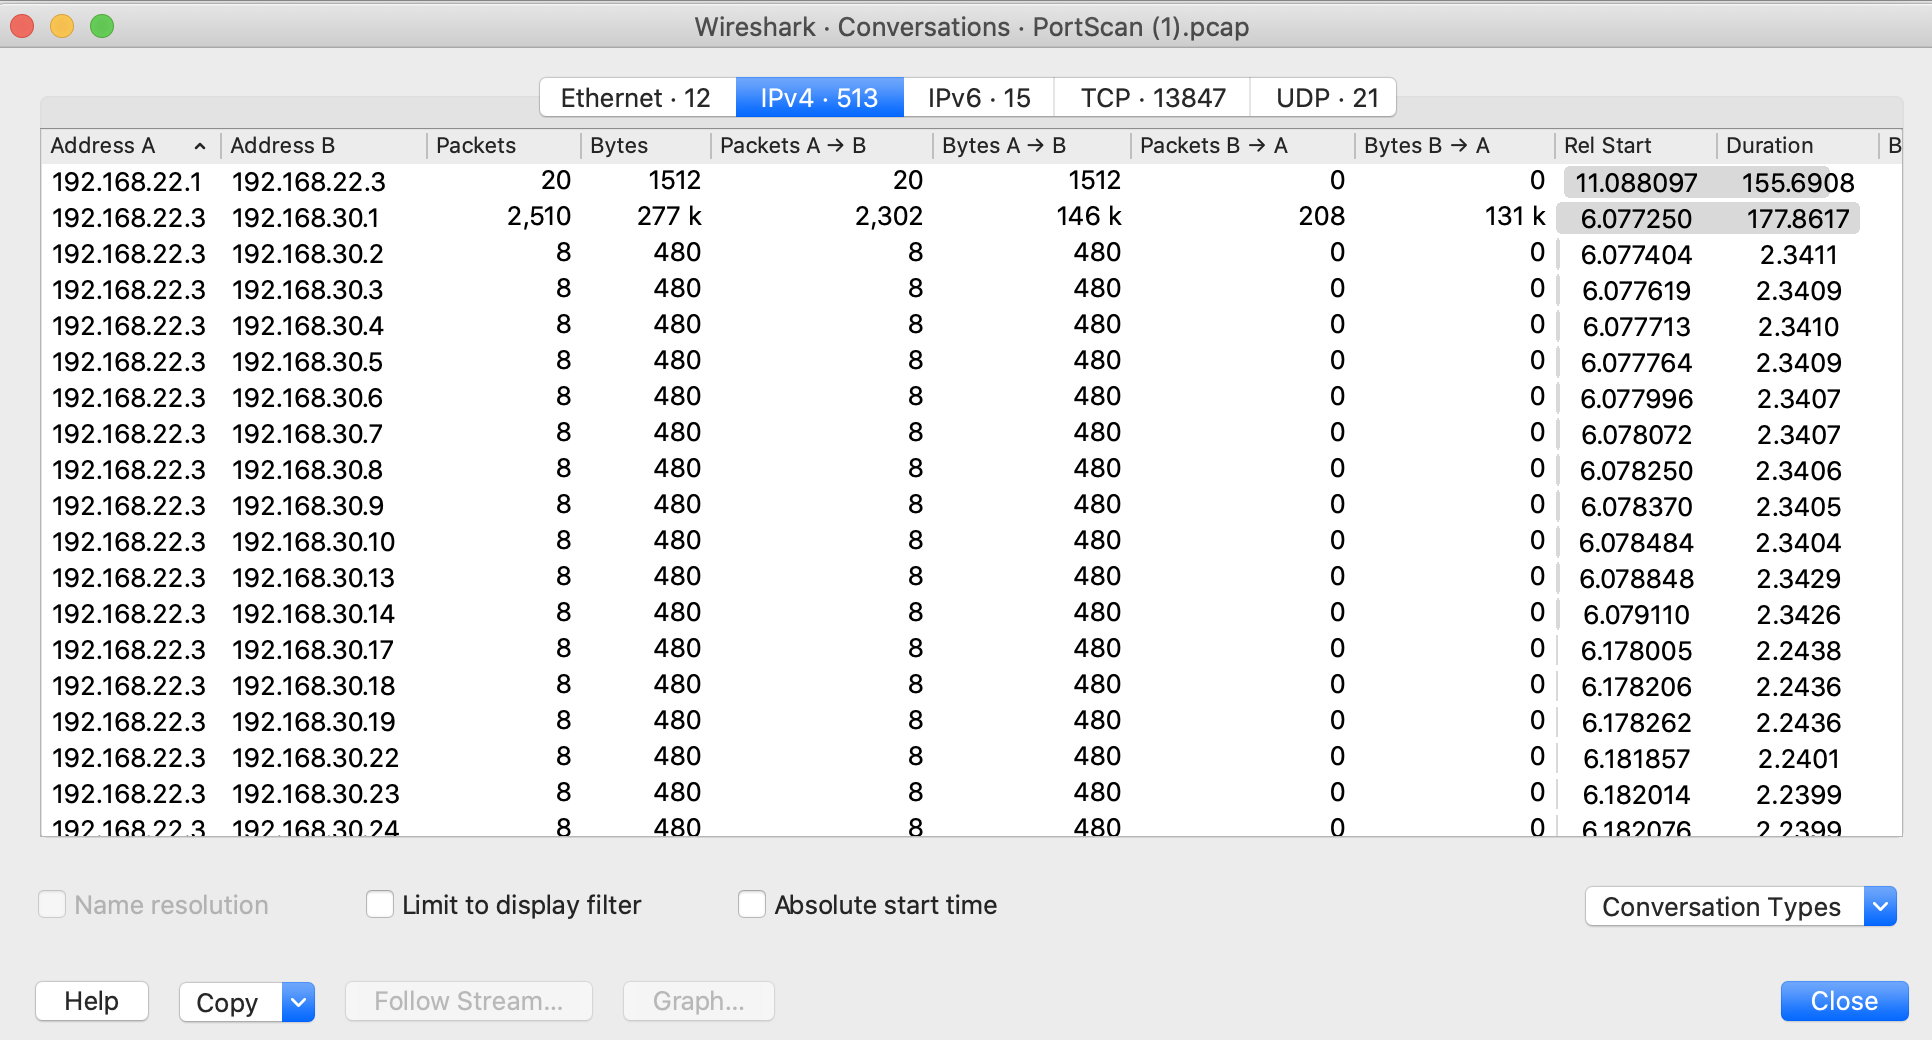 Wireshark · Conversations · PortScan (1).pcap
Ethernet · 12 IPv4 · 513 IPv6 · 15 TCP · 13847 UDP · 21
Address A Address B Packets Bytes Packets A → B Bytes A → B Packets B → A Bytes B → A Rel Start Duration B
192.168.22.1 192.168.22.3 20 1512 20 1512 0 0 11.088097 155.6908
192.168.22.3 192.168.30.1 2,510 277 k 2,302 146 k 208 131 k 6.077250 177.8617
192.168.22.3 192.168.30.2 8 480 8 480 0 0 6.077404 2.3411
192.168.22.3 192.168.30.3 8 480 8 480 0 0 6.077619 2.3409
192.168.22.3 192.168.30.4 8 480 8 480 0 0 6.077713 2.3410
192.168.22.3 192.168.30.5 8 480 8 480 0 0 6.077764 2.3409
192.168.22.3 192.168.30.6 8 480 8 480 0 0 6.077996 2.3407
192.168.22.3 192.168.30.7 8 480 8 480 0 0 6.078072 2.3407
192.168.22.3 192.168.30.8 8 480 8 480 0 0 6.078250 2.3406
192.168.22.3 192.168.30.9 8 480 8 480 0 0 6.078370 2.3405
192.168.22.3 192.168.30.10 8 480 8 480 0 0 6.078484 2.3404
192.168.22.3 192.168.30.13 8 480 8 480 0 0 6.078848 2.3429
192.168.22.3 192.168.30.14 8 480 8 480 0 0 6.079110 2.3426
192.168.22.3 192.168.30.17 8 480 8 480 0 0 6.178005 2.2438
192.168.22.3 192.168.30.18 8 480 8 480 0 0 6.178206 2.2436
192.168.22.3 192.168.30.19 8 480 8 480 0 0 6.178262 2.2436
192.168.22.3 192.168.30.22 8 480 8 480 0 0 6.181857 2.2401
192.168.22.3 192.168.30.23 8 480 8 480 0 0 6.182014 2.2399
192.168.22.3 192.168.30.24 8 480 8 480 0 0 6.182076 2.2399
Name resolution Limit to display filter Absolute start time Conversation Types
Help Copy Follow Stream... Graph... Close